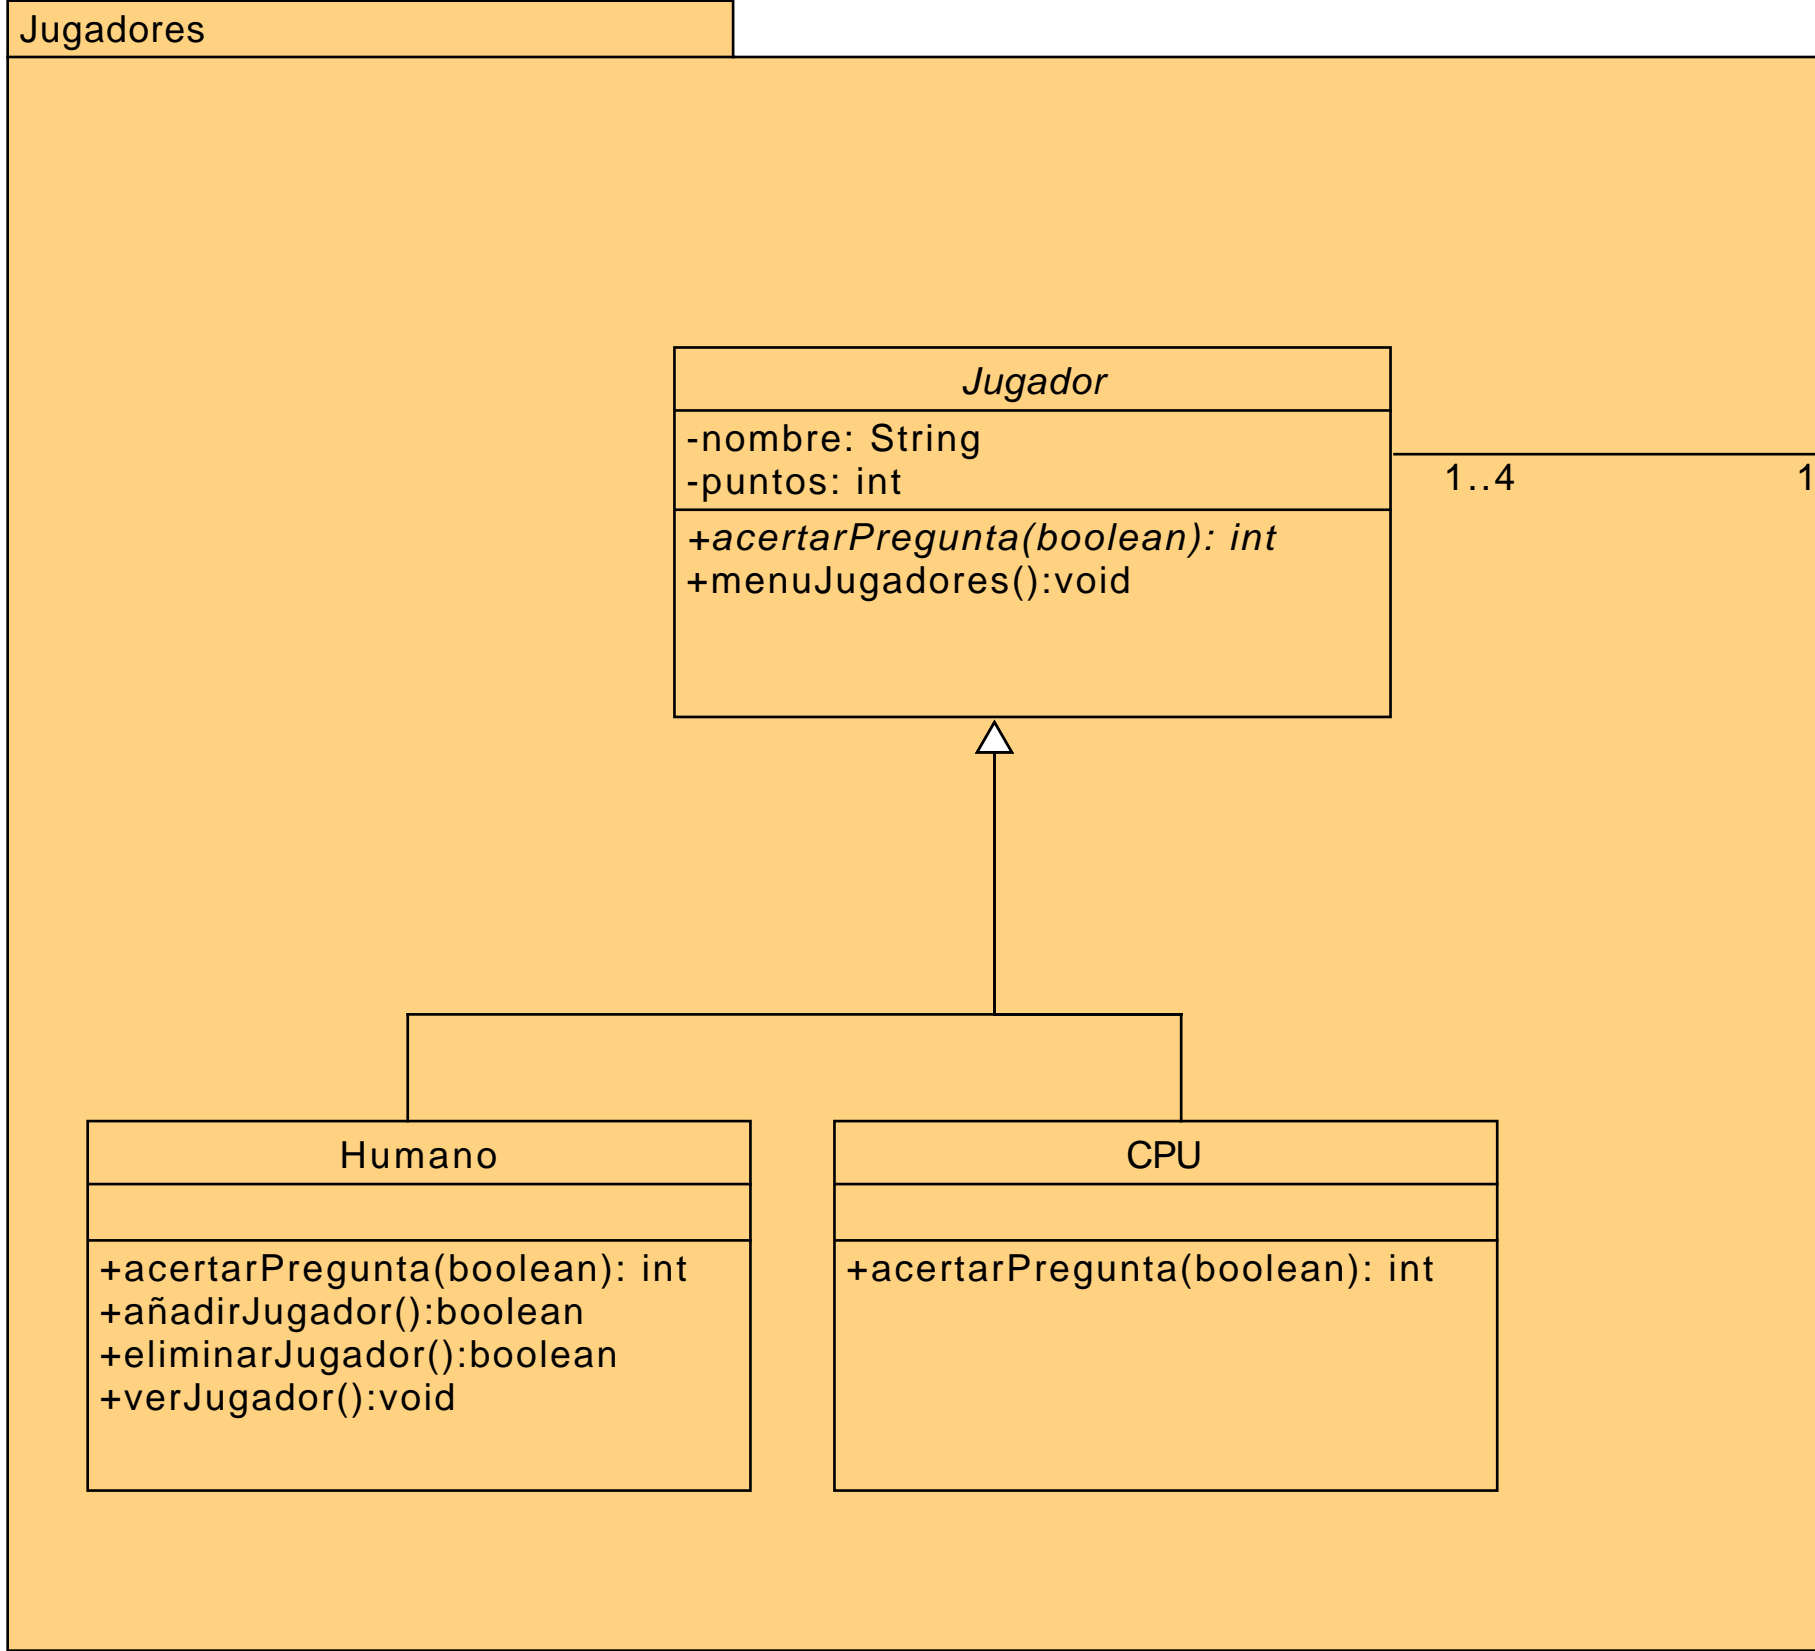 Jugadores
Jugador
-nombre: String
-puntos: int
1..4
1
+acertarPregunta(boolean): int
+menuJugadores():void
Humano
+acertarPregunta(boolean): int
+añadirJugador():boolean
+eliminarJugador():boolean
+verJugador():void
CPU
+acertarPregunta(boolean): int